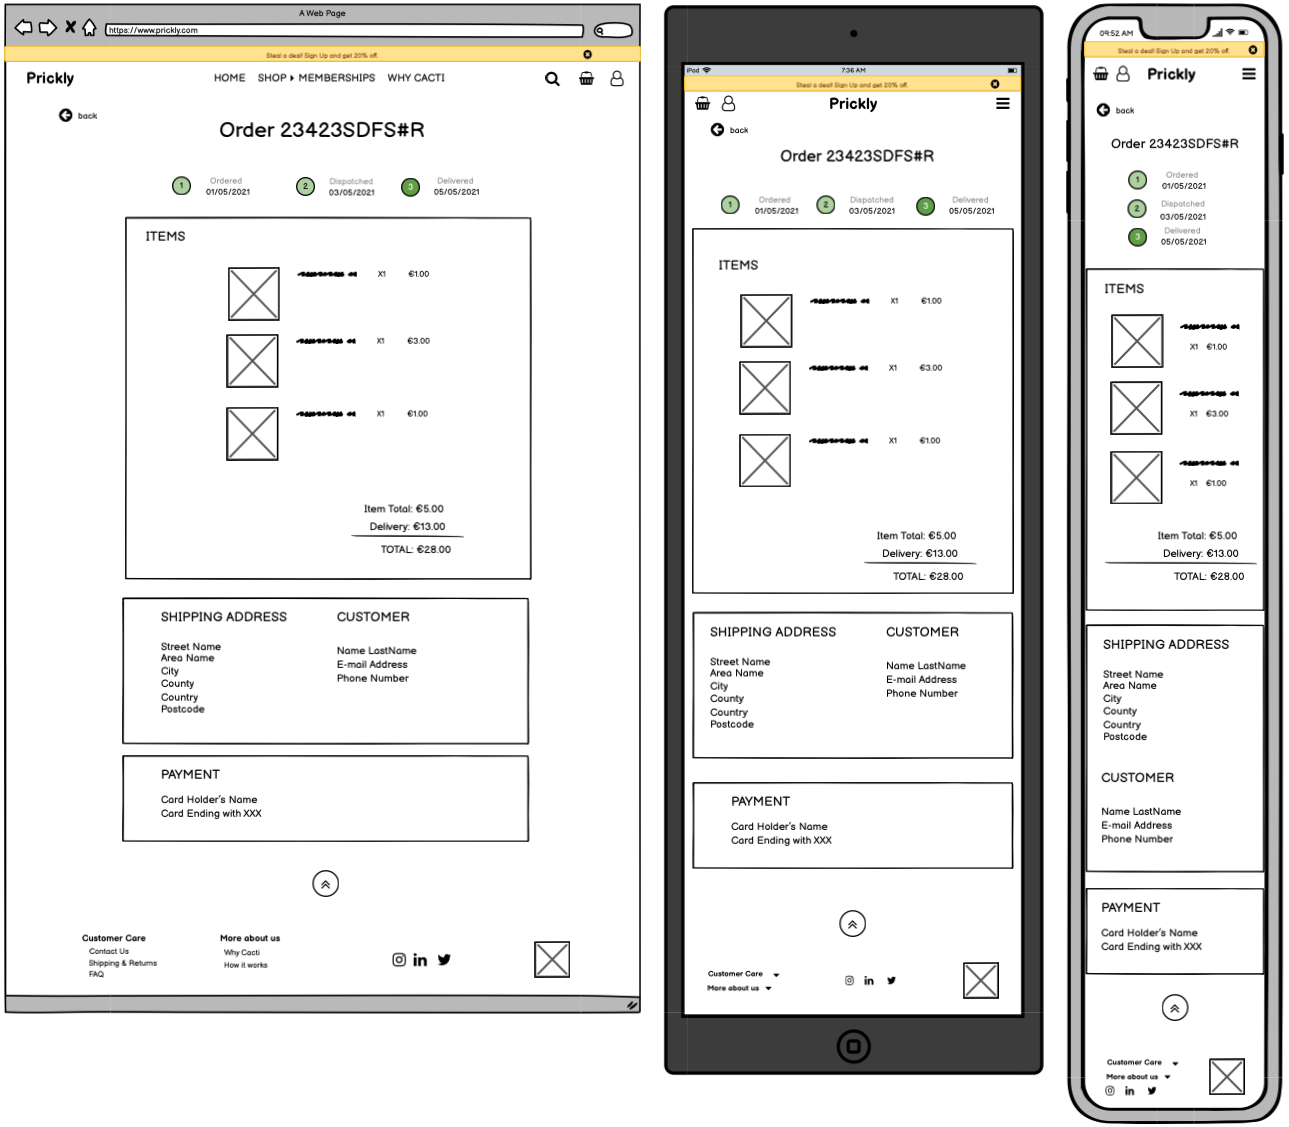 A Web Page
https://www.prickly.com
Steal a deal! Sign Up and get 20% off.
Prickly HOME SHOP MEMBERSHIPS WHY CACTI
back
Order 23423SDFS#R
1 Ordered 2 Dispatched 3 Delivered
01/05/2021 03/05/2021 05/05/2021
ITEMS
X1 €1.00
X1 €3.00
X1 €1.00
Item Total: €5.00
Delivery: €13.00
TOTAL: €28.00
SHIPPING ADDRESS
Street Name
Area Name
City
County
Country
Postcode
CUSTOMER
Name LastName
E-mail Address
Phone Number
PAYMENT
Card Holder's Name
Card Ending with XXX
Customer Care
Contact Us
Shipping & Returns
FAQ
More about us
Why Cacti
How it works
iPod 7:36 AM
Steal a deal! Sign Up and get 20% off.
Prickly
back
Order 23423SDFS#R
1 Ordered 2 Dispatched 3 Delivered
01/05/2021 03/05/2021 05/05/2021
ITEMS
X1 €1.00
X1 €3.00
X1 €1.00
Item Total: €5.00
Delivery: €13.00
TOTAL: €28.00
SHIPPING ADDRESS
Street Name
Area Name
City
County
Country
Postcode
CUSTOMER
Name LastName
E-mail Address
Phone Number
PAYMENT
Card Holder's Name
Card Ending with XXX
Customer Care
More about us
09:52 AM
Steal a deal! Sign Up and get 20% off.
Prickly
back
Order 23423SDFS#R
1 Ordered
01/05/2021
2 Dispatched
03/05/2021
3 Delivered
05/05/2021
ITEMS
X1 €1.00
X1 €3.00
X1 €1.00
Item Total: €5.00
Delivery: €13.00
TOTAL: €28.00
SHIPPING ADDRESS
Street Name
Area Name
City
County
Country
Postcode
CUSTOMER
Name LastName
E-mail Address
Phone Number
PAYMENT
Card Holder's Name
Card Ending with XXX
Customer Care
More about us